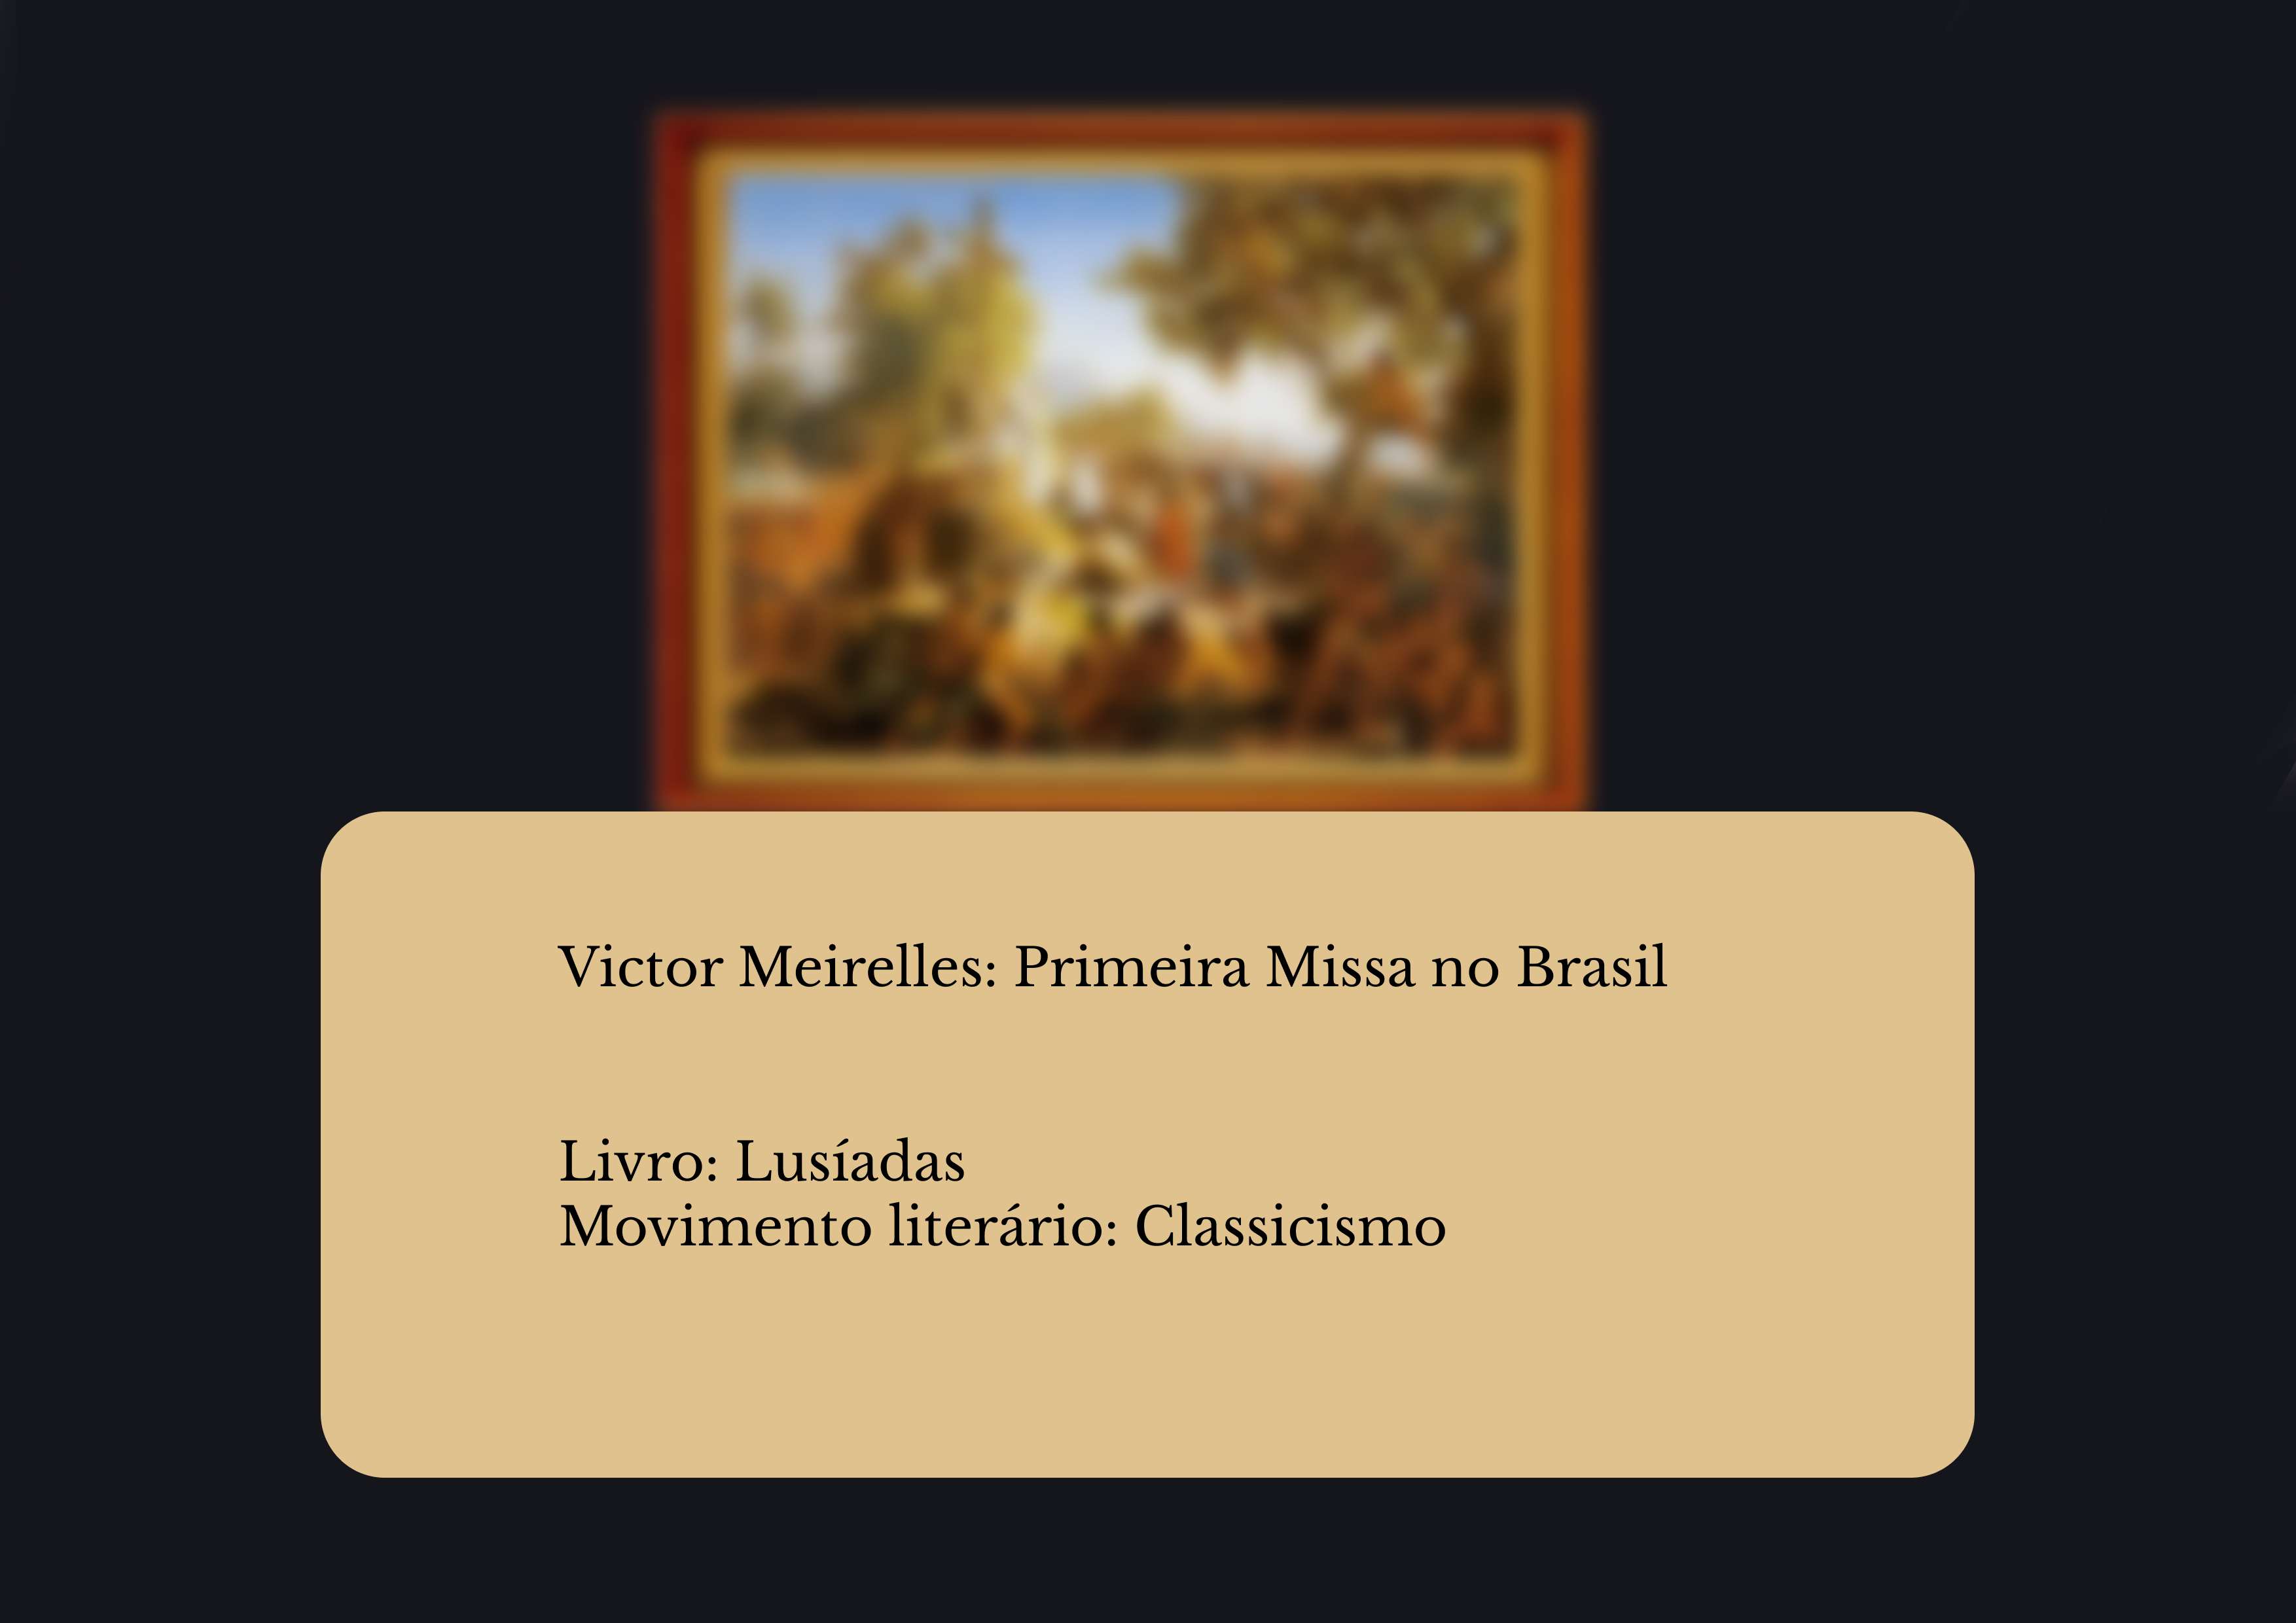 Victor Meirelles: Primeira Missa no Brasil
Livro: Lusíadas
Movimento literário: Classicismo